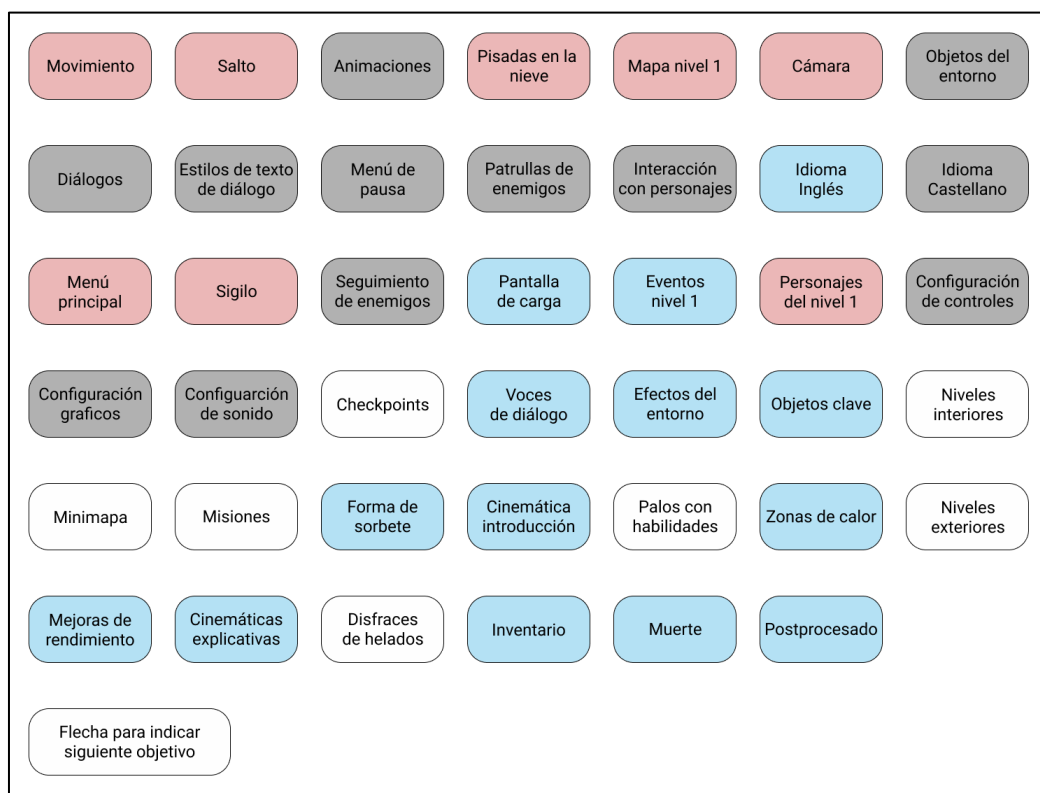 Movimiento
Salto
Animaciones
Pisadas en la
nieve
Mapa nivel 1
Cámara
Objetos del
entorno
Diálogos
Estilos de texto
de diálogo
Menú de
pausa
Patrullas de
enemigos
Interacción
con personajes
Idioma
Inglés
Idioma
Castellano
Menú
principal
Sigilo
Seguimiento
de enemigos
Pantalla
de carga
Eventos
nivel 1
Personajes
del nivel 1
Configuración
de controles
Configuración
graficos
Configuarción
de sonido
Checkpoints
Voces
de diálogo
Efectos del
entorno
Objetos clave
Niveles
interiores
Minimapa
Misiones
Forma de
sorbete
Cinemática
introducción
Palos con
habilidades
Zonas de calor
Niveles
exteriores
Mejoras de
rendimiento
Cinemáticas
explicativas
Disfraces
de helados
Inventario
Muerte
Postprocesado
Flecha para indicar
siguiente objetivo